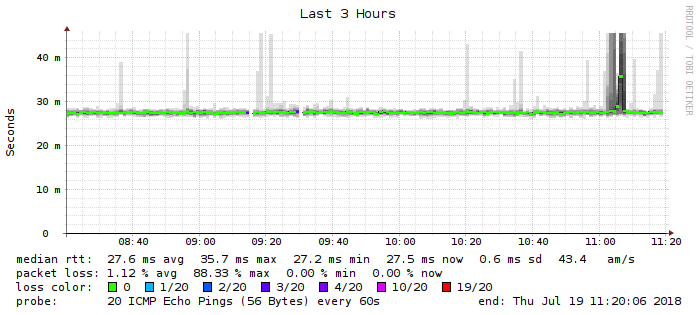 Last 3 Hours
RRDTOOL / TOBI OETIKER
Seconds
40 m
30 m
20 m
10 m
0
08:40 09:00 09:20 09:40 10:00 10:20 10:40 11:00 11:20
median rtt: 27.6 ms avg 35.7 ms max 27.2 ms min 27.5 ms now 0.6 ms sd 43.4 am/s
packet loss: 1.12 % avg 88.33 % max 0.00 % min 0.00 % now
loss color: 0 1/20 2/20 3/20 4/20 10/20 19/20
probe: 20 ICMP Echo Pings (56 Bytes) every 60s end: Thu Jul 19 11:20:06 2018